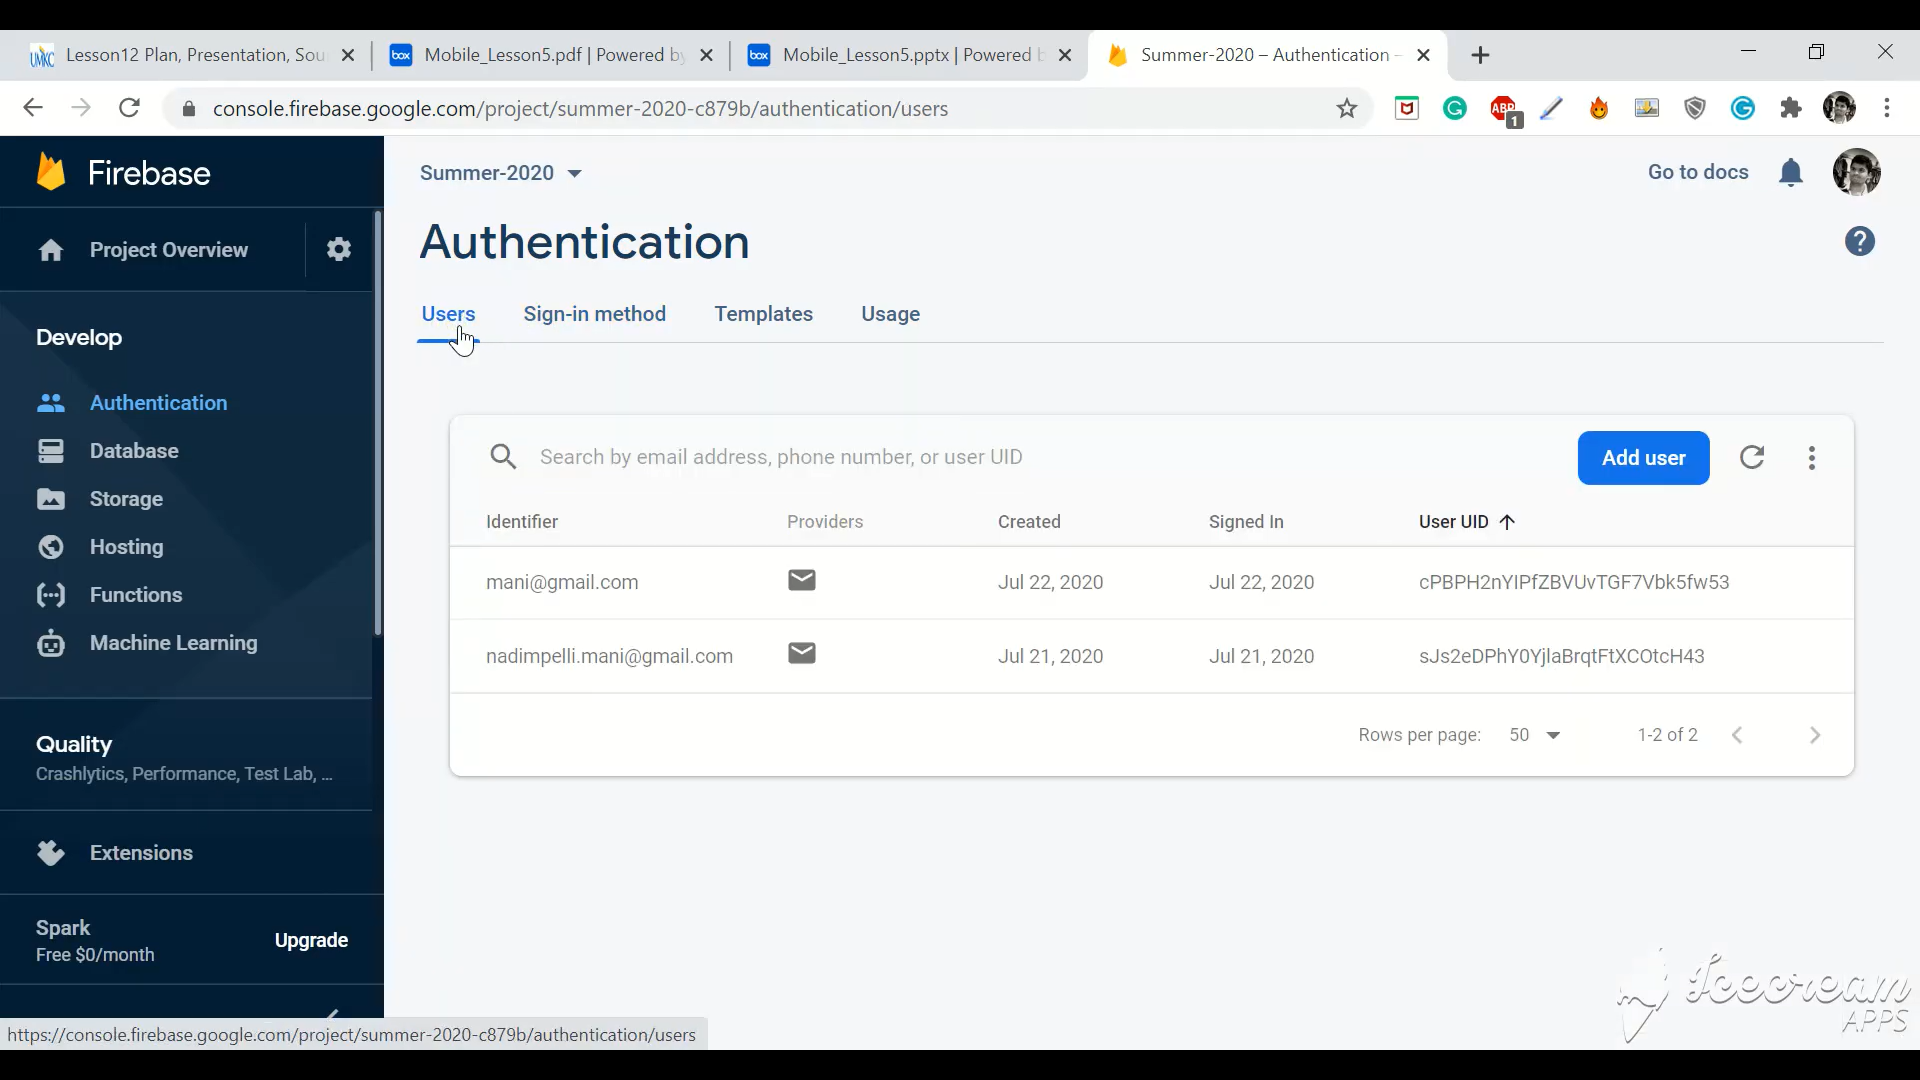 Lesson12 Plan, Presentation, Sou
Mobile_Lesson5.pdf | Powered by
Mobile_Lesson5.pptx | Powered b
Summer-2020 – Authentication –
console.firebase.google.com/project/summer-2020-c879b/authentication/users
ABP
1
Firebase
Summer-2020
Go to docs
Authentication
Project Overview
Users
Sign-in method
Templates
Usage
Develop
Authentication
Database
Storage
Hosting
Functions
Machine Learning
Search by email address, phone number, or user UID
Add user
Identifier
Providers
Created
Signed In
User UID
mani@gmail.com
Jul 22, 2020
Jul 22, 2020
cPBPH2nYIPfZBVUvTGF7Vbk5fw53
nadimpelli.mani@gmail.com
Jul 21, 2020
Jul 21, 2020
sJs2eDPhY0YjlaBrqtFtXCOtcH43
Rows per page:
50
1-2 of 2
Quality
Crashlytics, Performance, Test Lab, ...
Extensions
Spark
Free $0/month
Upgrade
https://console.firebase.google.com/project/summer-2020-c879b/authentication/users
Icecream
APPS
UMKC
box
box